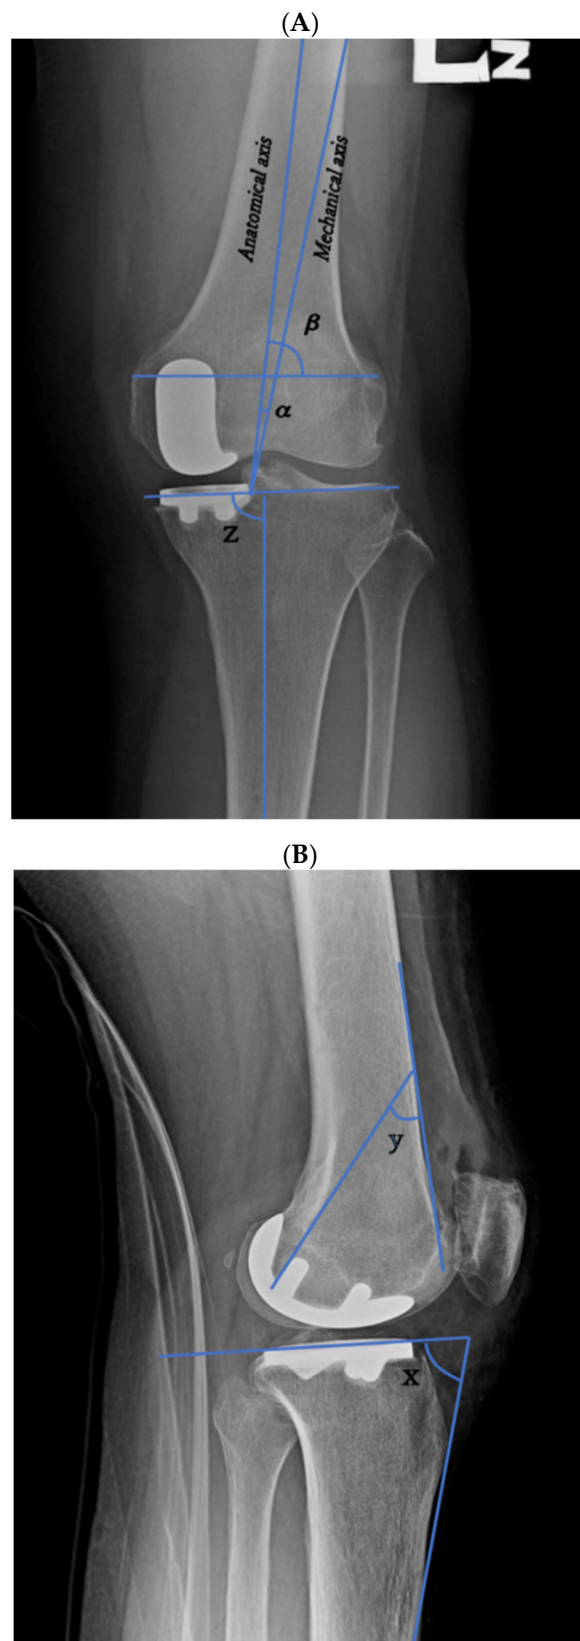 (A)
L N
Anatomical axis
Mechanical axis
β
α
Z
(B)
y
x